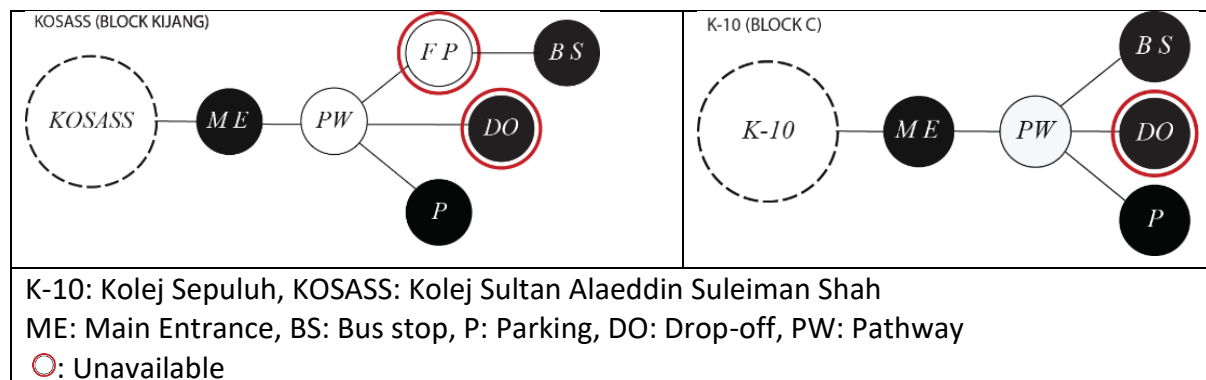 KOSASS (BLOCK KIJANG)
F P
B S
KOSASS
M E
PW
DO
P
K-10 (BLOCK C)
B S
K-10
M E
PW
DO
P
K-10: Kolej Sepuluh, KOSASS: Kolej Sultan Alaeddin Suleiman Shah
ME: Main Entrance, BS: Bus stop, P: Parking, DO: Drop-off, PW: Pathway
: Unavailable